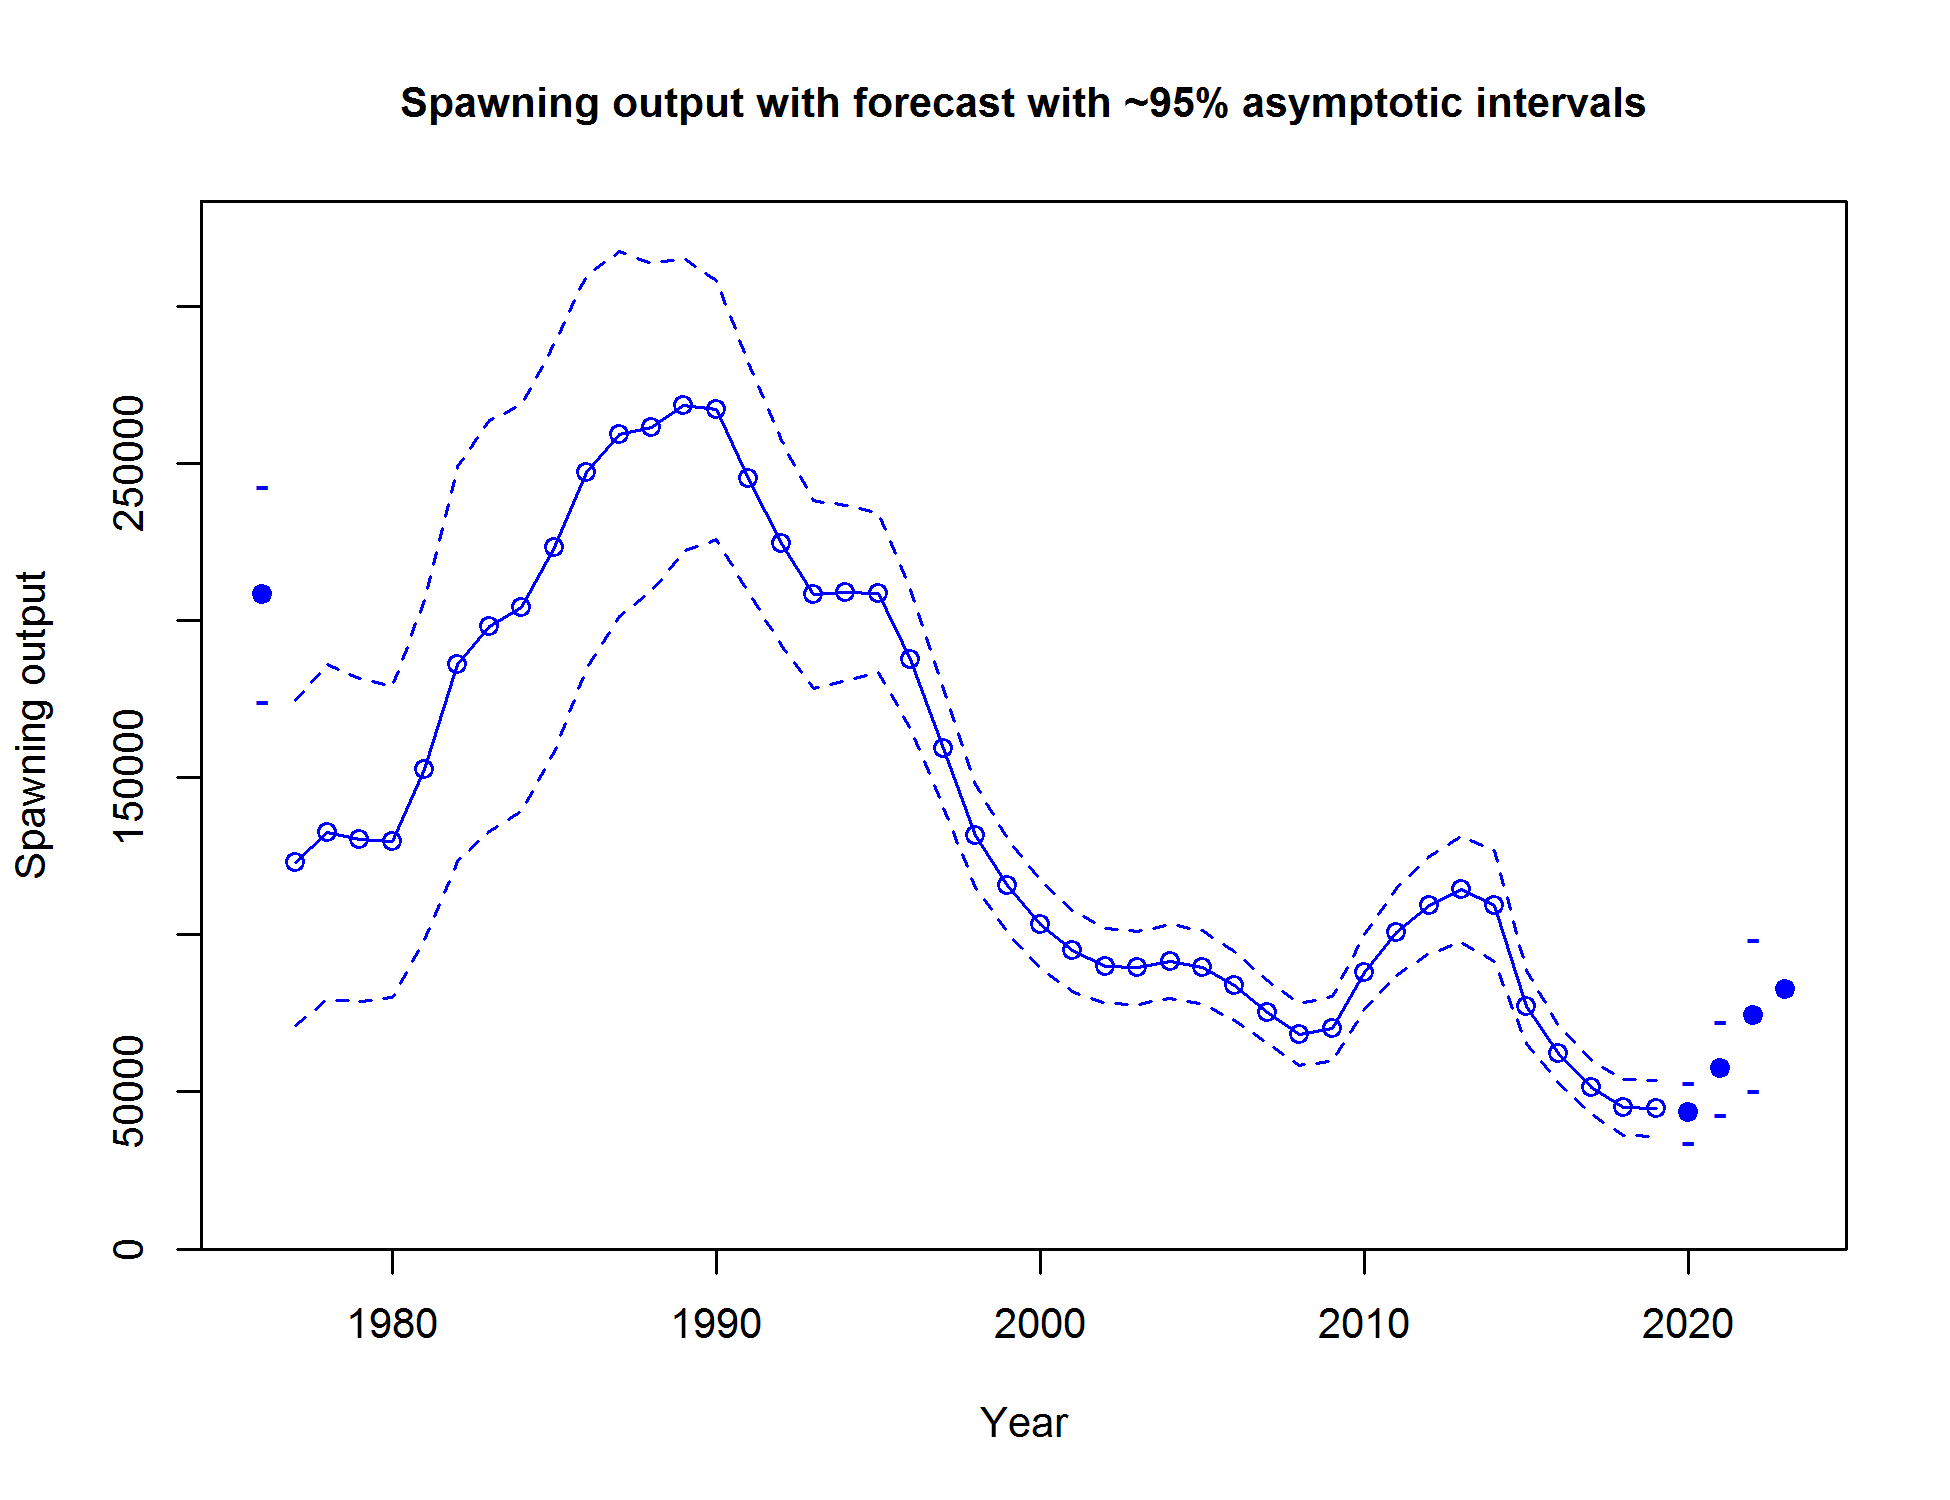 Spawning output with forecast with ~95% asymptotic intervals
Spawning output
250000
150000
50000
0
1980 1990 2000 2010 2020
Year